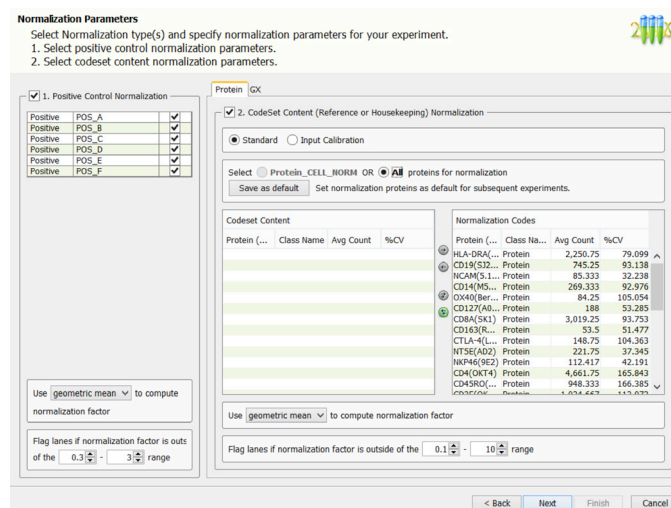 Normalization Parameters
Select Normalization type(s) and specify normalization parameters for your experiment.
1. Select positive control normalization parameters.
2. Select codeset content normalization parameters.
1. Positive Control Normalization
Positive POS_A
Positive POS_B
Positive POS_C
Positive POS_D
Positive POS_E
Positive POS_F
Use geometric mean to compute
normalization factor
Flag lanes if normalization factor is outs
of the 0.3 - 3 range
Protein GX
2. CodeSet Content (Reference or Housekeeping) Normalization
Standard Input Calibration
Select Protein_CELL_NORM OR All proteins for normalization
Save as default Set normalization proteins as default for subsequent experiments.
Codeset Content
Protein (... Class Name Avg Count %CV
Normalization Codes
Protein (... Class Na... Avg Count %CV
HLA-DRA(... Protein 2,250.75 79.099
CD19(SJ2... Protein 745.25 93.138
NCAM(5.1... Protein 85.333 32.238
CD14(M5... Protein 269.333 92.976
OX40(Ber... Protein 84.25 105.054
CD127(A0... Protein 188 53.285
CD8A(SK1) Protein 3,019.25 93.753
CD163(R... Protein 53.5 51.477
CTLA-4(L... Protein 148.75 104.363
NT5E(AD2) Protein 221.75 37.345
NKP46(9E2) Protein 112.417 42.191
CD4(OKT4) Protein 4,661.75 165.843
CD45RO(... Protein 948.333 166.385
Use geometric mean to compute normalization factor
Flag lanes if normalization factor is outside of the 0.1 - 10 range
< Back Next Finish Cancel